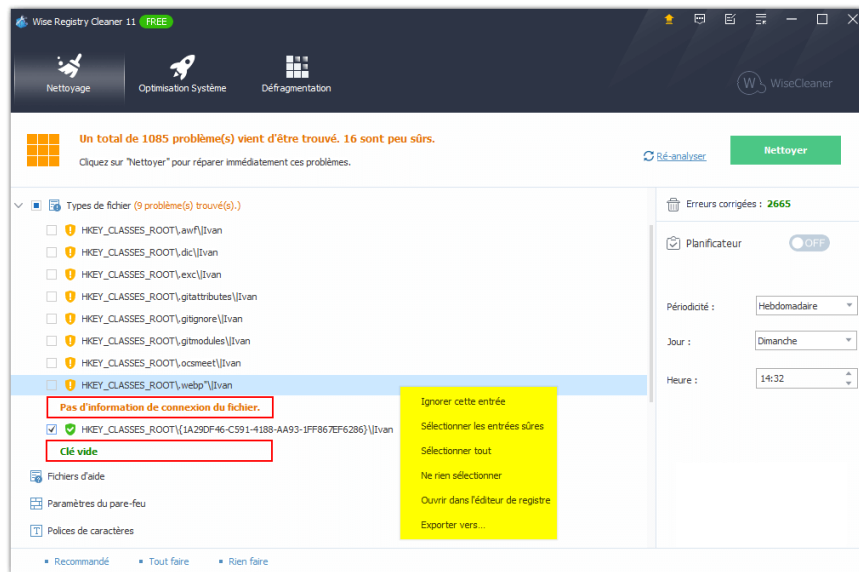 Wise Registry Cleaner 11 FREE
Nettoyage
Optimisation Système
Défragmentation
WiseCleaner
Un total de 1085 problème(s) vient d'être trouvé. 16 sont peu sûrs.
Cliquez sur "Nettoyer" pour réparer immédiatement ces problèmes.
Ré-analyser
Nettoyer
Types de fichier (9 problème(s) trouvé(s).)
HKEY_CLASSES_ROOT\.awf\|Ivan
HKEY_CLASSES_ROOT\.dic\|Ivan
HKEY_CLASSES_ROOT\.exc\|Ivan
HKEY_CLASSES_ROOT\.gitattributes\|Ivan
HKEY_CLASSES_ROOT\.gitignore\|Ivan
HKEY_CLASSES_ROOT\.gitmodules\|Ivan
HKEY_CLASSES_ROOT\.ocsmeet\|Ivan
HKEY_CLASSES_ROOT\.webp"\|Ivan
Pas d'information de connexion du fichier.
HKEY_CLASSES_ROOT\{1A29DF46-C591-4188-AA93-1FF867EF6286}\|Ivan
Clé vide
Fichiers d'aide
Paramètres du pare-feu
Polices de caractères
Ignorer cette entrée
Sélectionner les entrées sûres
Sélectionner tout
Ne rien sélectionner
Ouvrir dans l'éditeur de registre
Exporter vers...
Erreurs corrigées : 2665
Planificateur
OFF
Périodicité :
Hebdomadaire
Jour :
Dimanche
Heure :
14:32
Recommandé
Tout faire
Rien faire